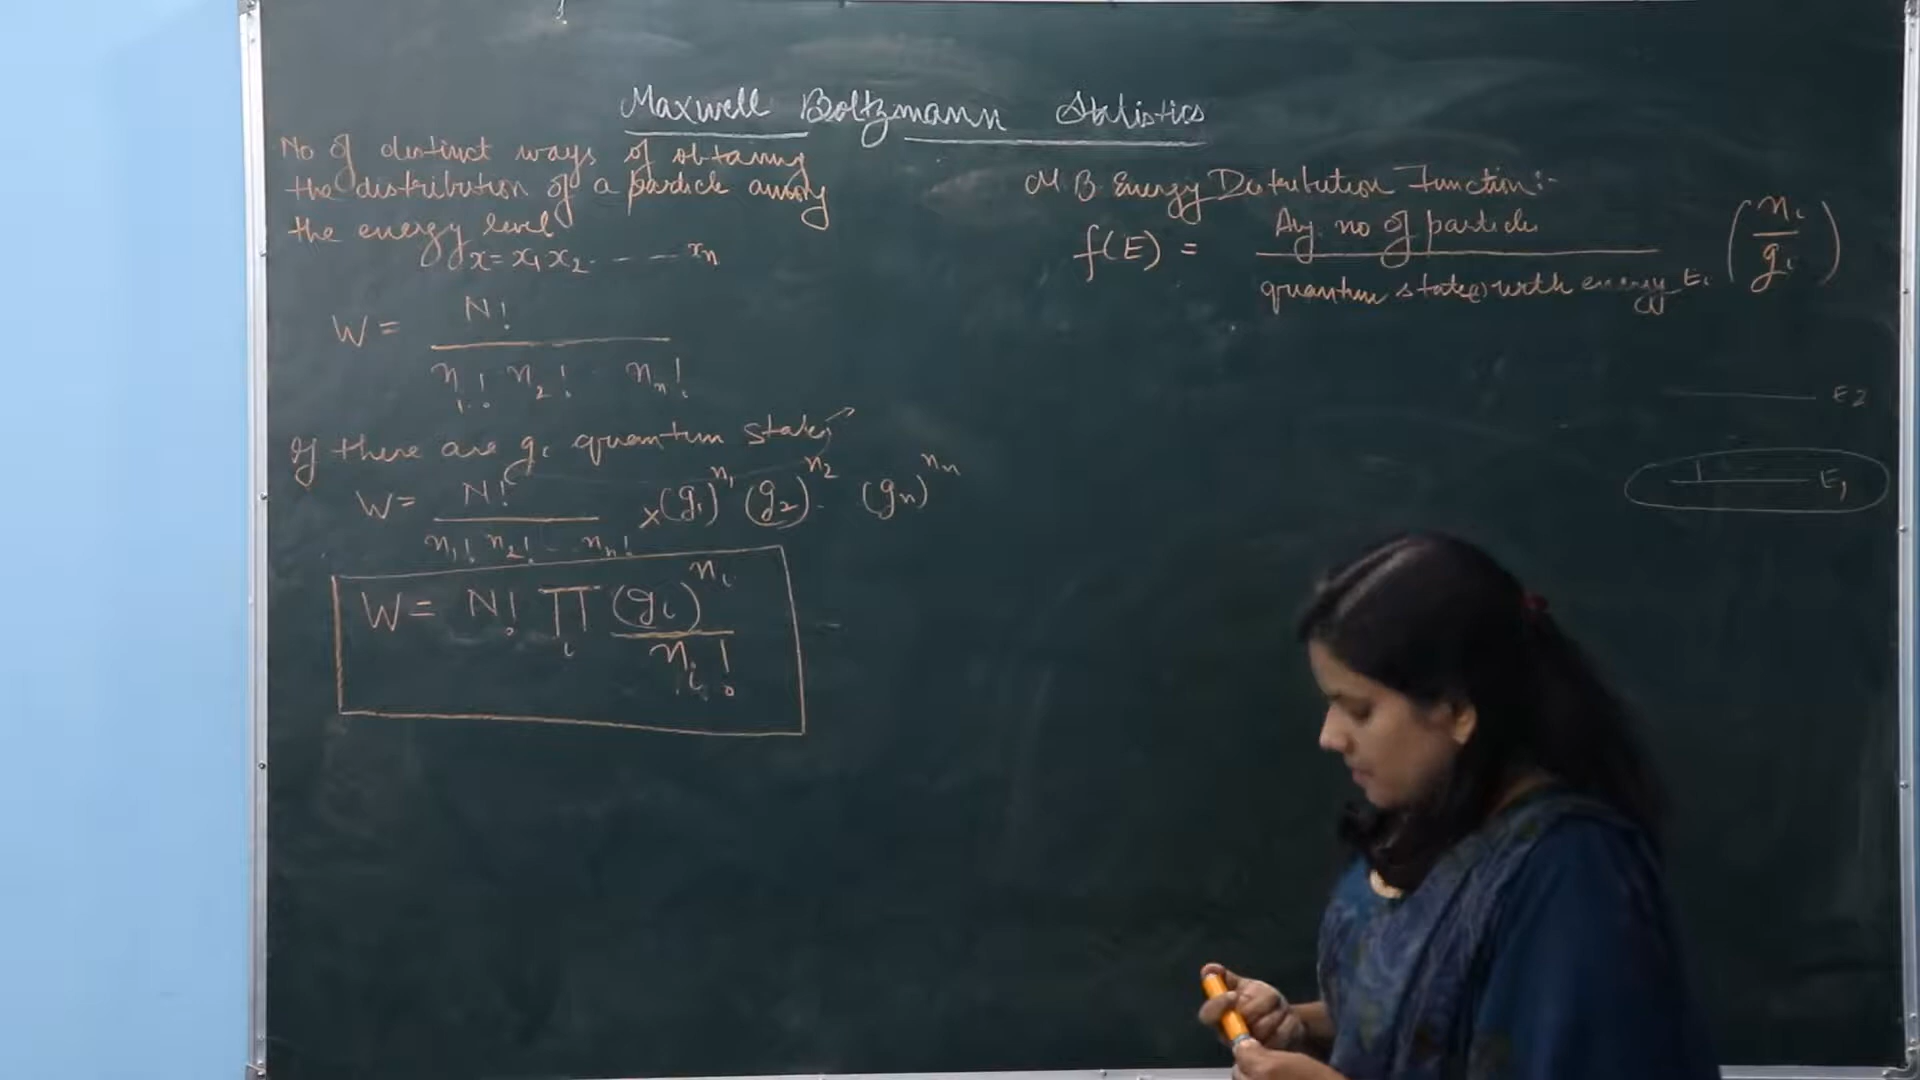 Maxwell Boltzmann Statistics
No of distinct ways of obtaining
the distribution of a particle among
the energy level
x = x₁ x₂ - - - - xₙ
W = N! / n₁! n₂! nₙ!
If there are gᵢ quantum states
W = N! / n₁! n₂! - - nₙ! × (g₁)^n₁ (g₂)^n₂ (gₙ)^nₙ
W = N! ∏ᵢ (gᵢ)^nᵢ / nᵢ!
M. B. Energy Distribution Function :-
f(E) = Avg. no of particles / quantum state(s) with energy Eᵢ (nᵢ / gᵢ)
E2
E₁